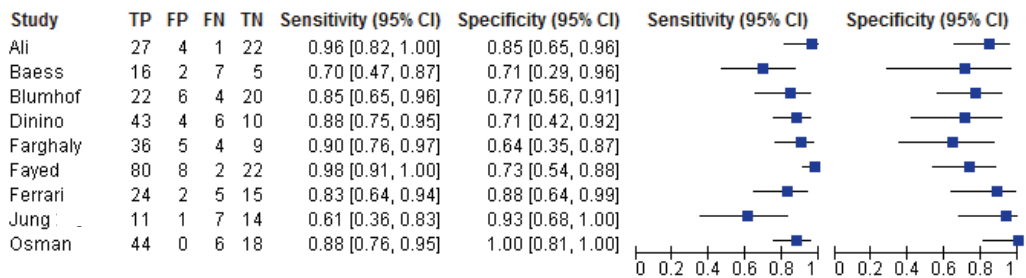 Study TP FP FN TN Sensitivity (95% CI) Specificity (95% CI) Sensitivity (95% CI) Specificity (95% CI)
Ali 27 4 1 22 0.96 [0.82, 1.00] 0.85 [0.65, 0.96]
Baess 16 2 7 5 0.70 [0.47, 0.87] 0.71 [0.29, 0.96]
Blumhof 22 6 4 20 0.85 [0.65, 0.96] 0.77 [0.56, 0.91]
Dinino 43 4 6 10 0.88 [0.75, 0.95] 0.71 [0.42, 0.92]
Farghaly 36 5 4 9 0.90 [0.76, 0.97] 0.64 [0.35, 0.87]
Fayed 80 8 2 22 0.98 [0.91, 1.00] 0.73 [0.54, 0.88]
Ferrari 24 2 5 15 0.83 [0.64, 0.94] 0.88 [0.64, 0.99]
Jung 11 1 7 14 0.61 [0.36, 0.83] 0.93 [0.68, 1.00]
Osman 44 0 6 18 0.88 [0.76, 0.95] 1.00 [0.81, 1.00]
0 0.2 0.4 0.6 0.8 1 0 0.2 0.4 0.6 0.8 1